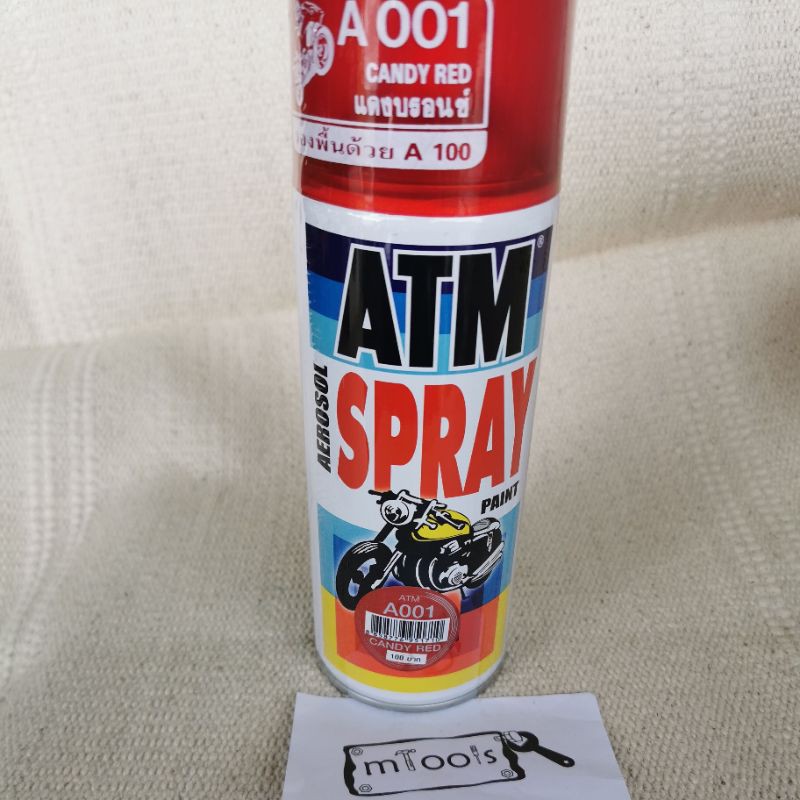 A 001
CANDY RED
แดงบรอนซ์
องพื้นด้วย A 100
ATM®
AEROSOL
SPRAY
PAINT
ATM
A001
CANDY RED
100 บาท
mTools